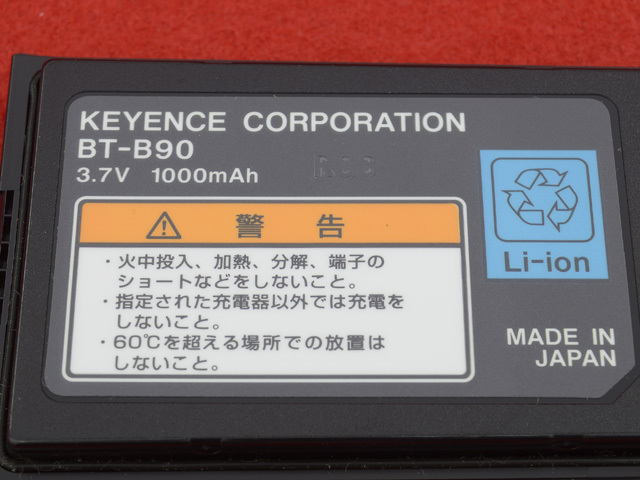 KEYENCE CORPORATION
BT-B90
3.7V 1000mAh
警告
・火中投入、加熱、分解、端子の
ショートなどをしないこと。
・指定された充電器以外では充電を
しないこと。
・60℃を超える場所での放置は
しないこと。
Li-ion
MADE IN
JAPAN